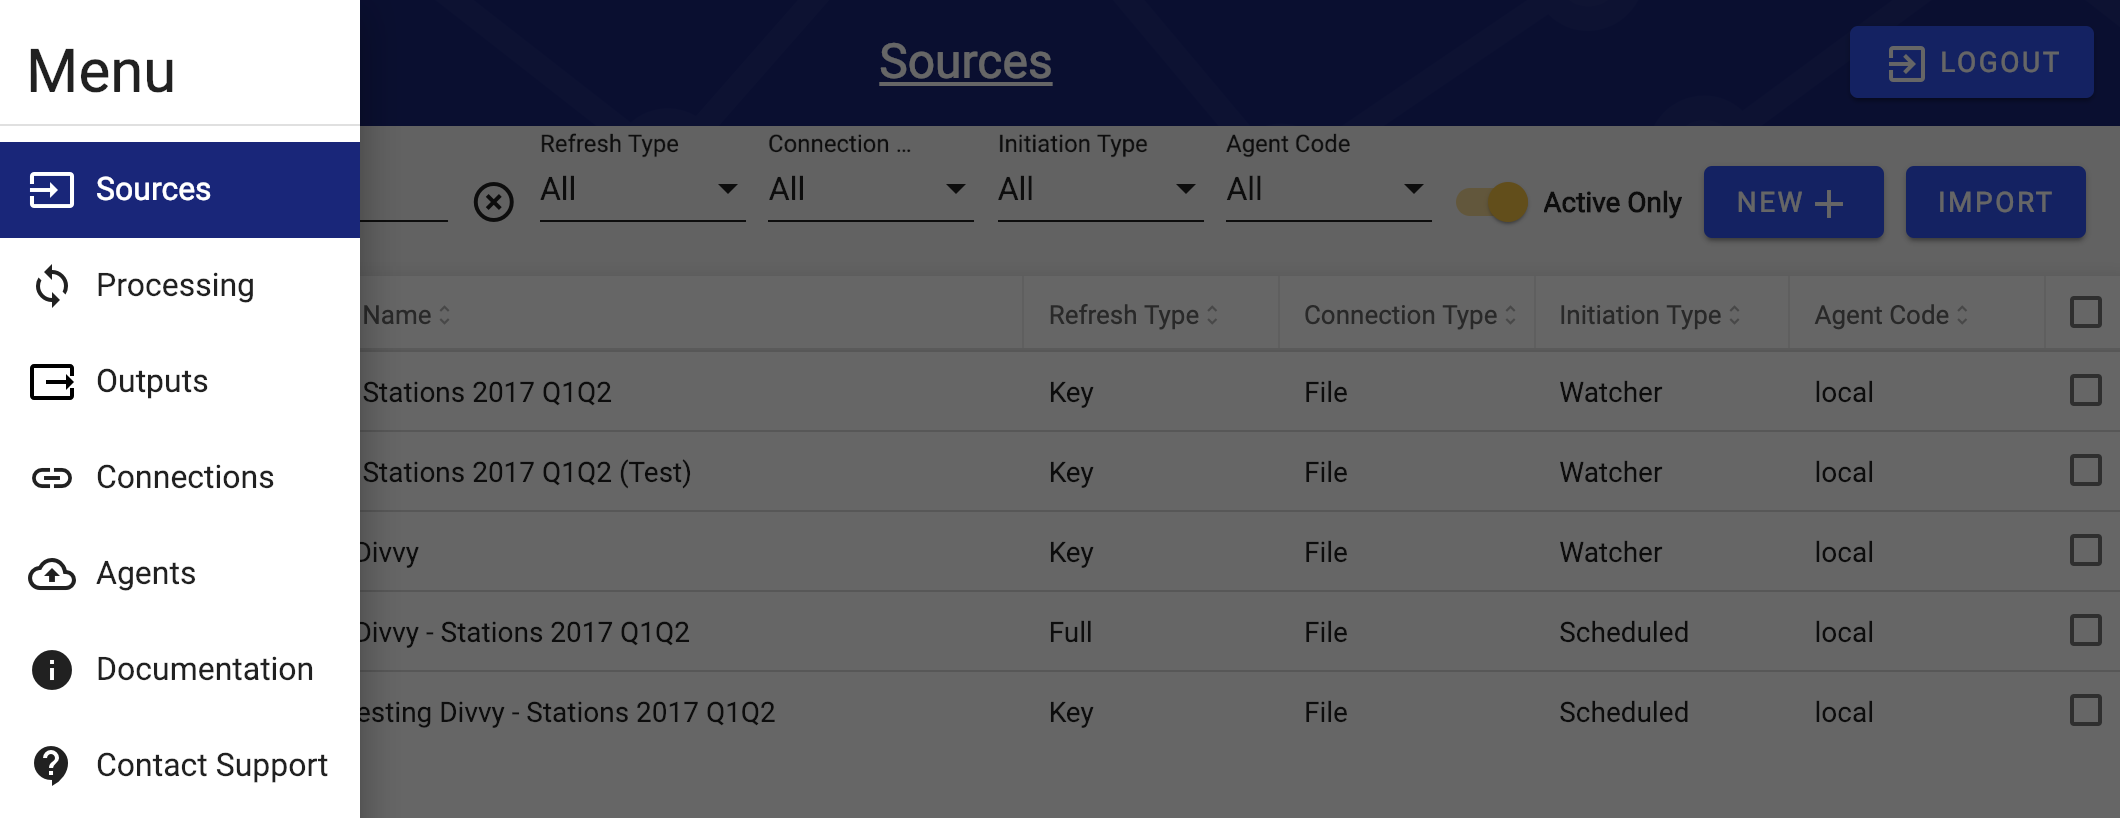 Menu
Sources
Processing
Outputs
Connections
Agents
Documentation
Contact Support
Sources
LOGOUT
Refresh Type
Connection ...
Initiation Type
Agent Code
All
All
All
All
Active Only
NEW
IMPORT
Name Refresh Type Connection Type Initiation Type Agent Code
Stations 2017 Q1Q2 Key File Watcher local
Stations 2017 Q1Q2 (Test) Key File Watcher local
Divvy Key File Watcher local
Divvy - Stations 2017 Q1Q2 Full File Scheduled local
esting Divvy - Stations 2017 Q1Q2 Key File Scheduled local